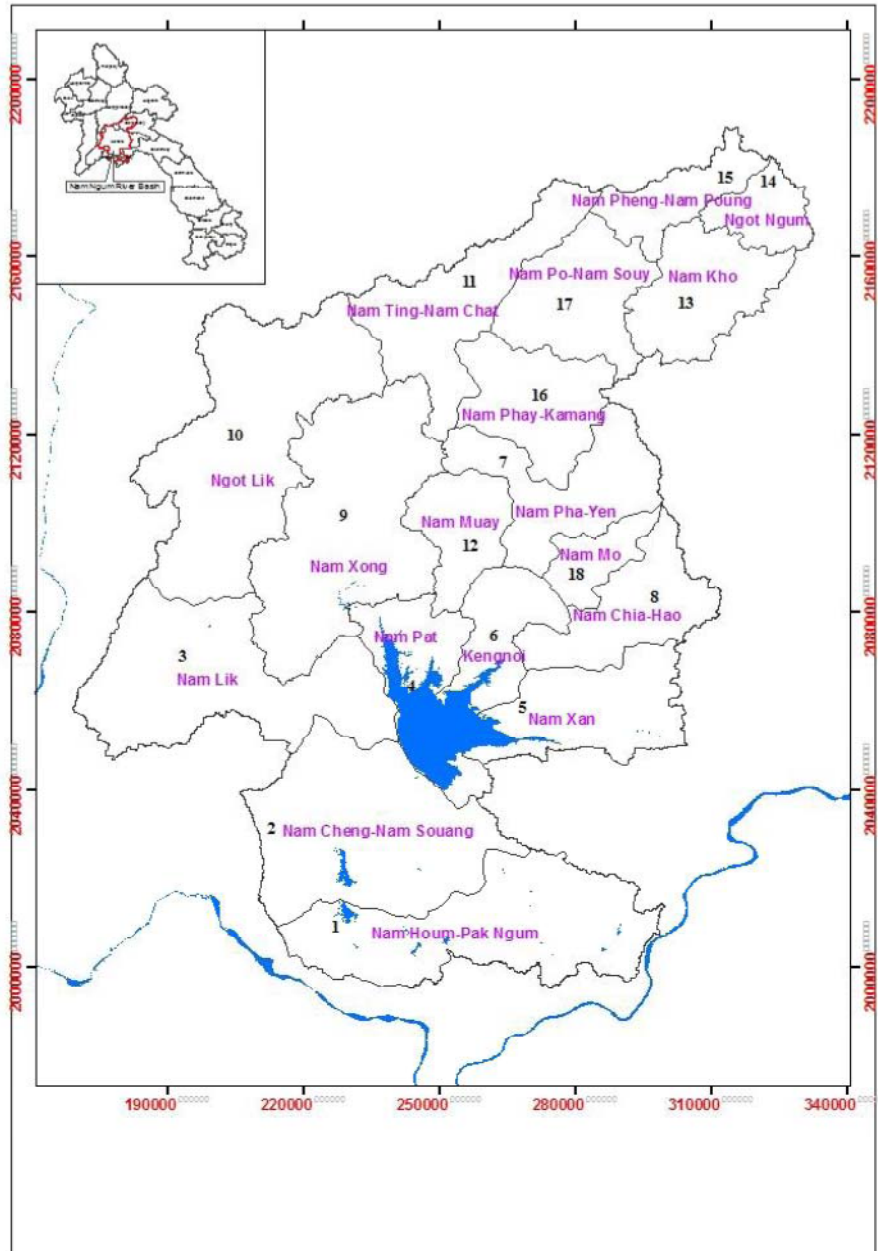 Nam Ngum River Basin
2200000
2200000
15
14
Nam Pheng-Nam Poung
Ngot Ngum
2160000
2160000
11
Nam Po-Nam Souy
Nam Kho
Nam Ting-Nam Chat
17
13
16
Nam Phay-Kamang
2120000
2120000
10
7
Ngot Lik
9
Nam Muay
Nam Pha-Yen
12
Nam Mo
Nam Xong
18
8
2080000
2080000
Nam Chia-Hao
Nam Pat
6
3
Kengnoi
Nam Lik
4
5
Nam Xan
2040000
2040000
2
Nam Cheng-Nam Souang
1
Nam Houm-Pak Ngum
2000000
2000000
190000
220000
250000
280000
310000
340000